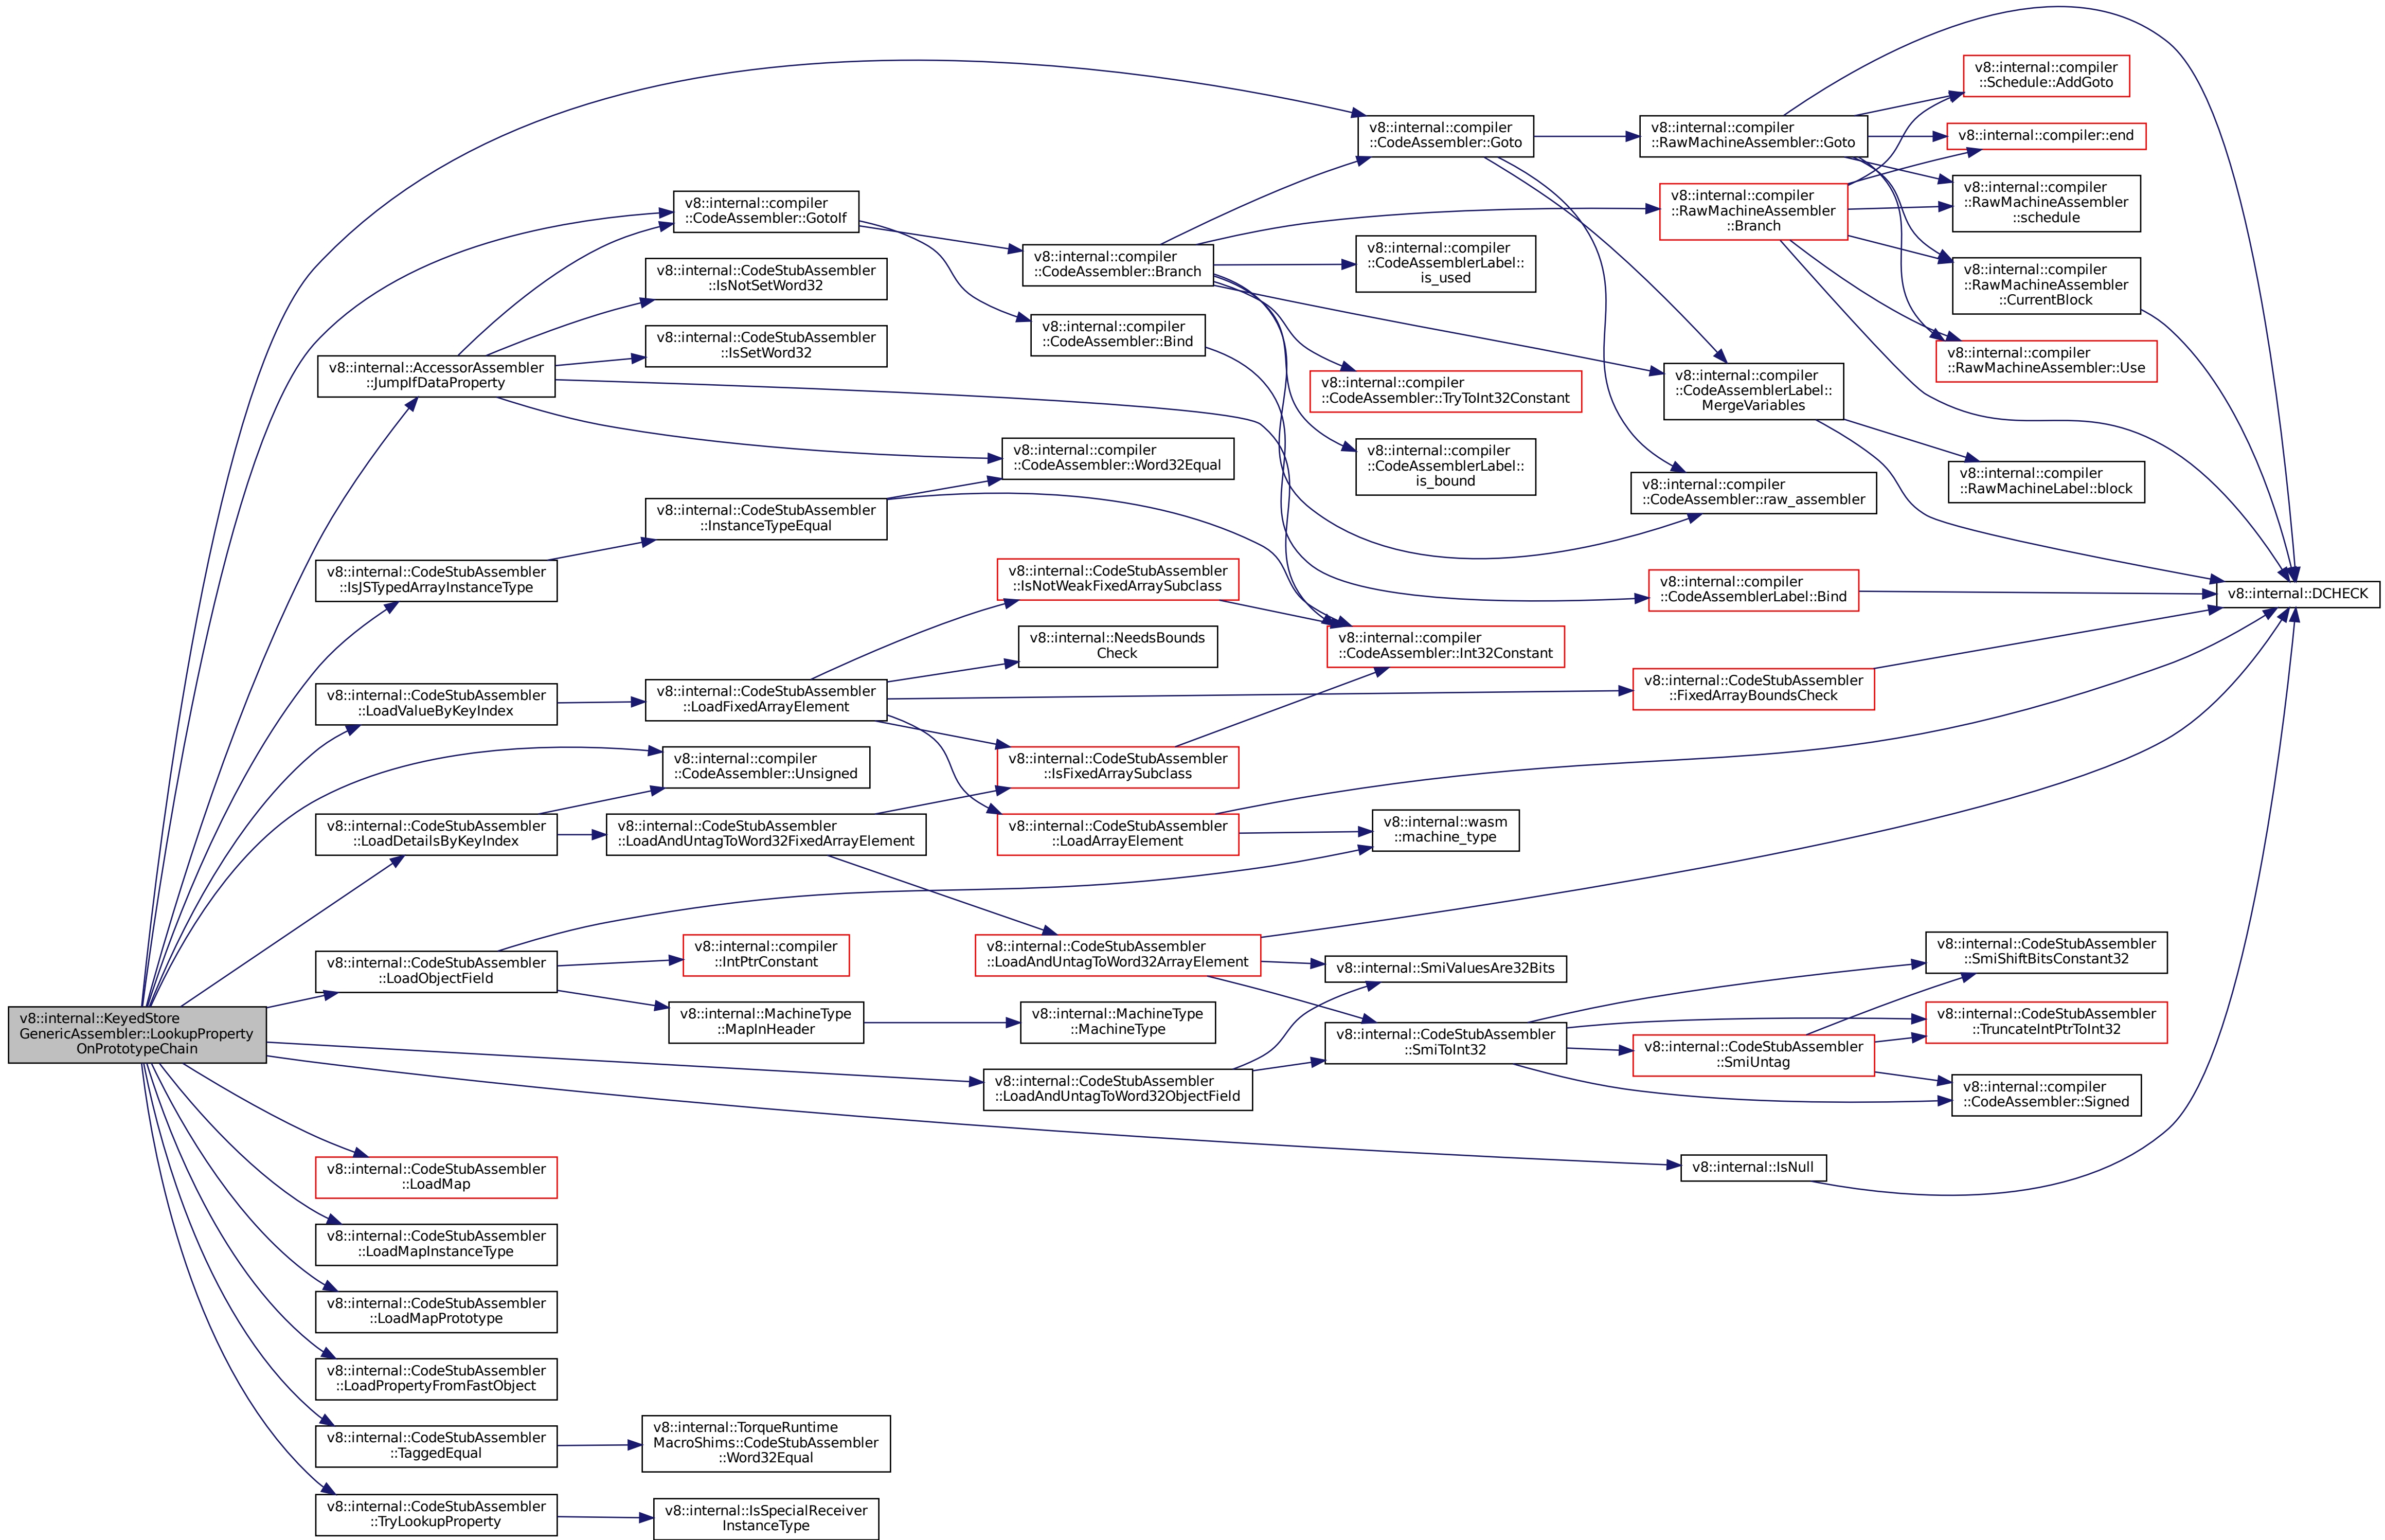 v8::internal::KeyedStore
GenericAssembler::LookupProperty
OnPrototypeChain
v8::internal::AccessorAssembler
::JumpIfDataProperty
v8::internal::CodeStubAssembler
::IsJSTypedArrayInstanceType
v8::internal::CodeStubAssembler
::LoadValueByKeyIndex
v8::internal::CodeStubAssembler
::LoadDetailsByKeyIndex
v8::internal::CodeStubAssembler
::LoadObjectField
v8::internal::CodeStubAssembler
::LoadMap
v8::internal::CodeStubAssembler
::LoadMapInstanceType
v8::internal::CodeStubAssembler
::LoadMapPrototype
v8::internal::CodeStubAssembler
::LoadPropertyFromFastObject
v8::internal::CodeStubAssembler
::TaggedEqual
v8::internal::CodeStubAssembler
::TryLookupProperty
v8::internal::compiler
::CodeAssembler::GotoIf
v8::internal::CodeStubAssembler
::IsNotSetWord32
v8::internal::CodeStubAssembler
::IsSetWord32
v8::internal::CodeStubAssembler
::InstanceTypeEqual
v8::internal::CodeStubAssembler
::LoadFixedArrayElement
v8::internal::compiler
::CodeAssembler::Unsigned
v8::internal::CodeStubAssembler
::LoadAndUntagToWord32FixedArrayElement
v8::internal::compiler
::IntPtrConstant
v8::internal::MachineType
::MapInHeader
v8::internal::TorqueRuntime
MacroShims::CodeStubAssembler
::Word32Equal
v8::internal::IsSpecialReceiver
InstanceType
v8::internal::compiler
::CodeAssembler::Branch
v8::internal::compiler
::CodeAssembler::Bind
v8::internal::compiler
::CodeAssembler::Word32Equal
v8::internal::CodeStubAssembler
::IsNotWeakFixedArraySubclass
v8::internal::NeedsBounds
Check
v8::internal::CodeStubAssembler
::IsFixedArraySubclass
v8::internal::CodeStubAssembler
::LoadArrayElement
v8::internal::CodeStubAssembler
::LoadAndUntagToWord32ArrayElement
v8::internal::MachineType
::MachineType
v8::internal::CodeStubAssembler
::LoadAndUntagToWord32ObjectField
v8::internal::compiler
::CodeAssembler::Goto
v8::internal::compiler
::CodeAssemblerLabel::
is_used
v8::internal::compiler
::CodeAssembler::TryToInt32Constant
v8::internal::compiler
::CodeAssemblerLabel::
is_bound
v8::internal::compiler
::CodeAssembler::Int32Constant
v8::internal::wasm
::machine_type
v8::internal::SmiValuesAre32Bits
v8::internal::CodeStubAssembler
::SmiToInt32
v8::internal::compiler
::RawMachineAssembler::Goto
v8::internal::compiler
::RawMachineAssembler
::Branch
v8::internal::compiler
::CodeAssemblerLabel::
MergeVariables
v8::internal::compiler
::CodeAssembler::raw_assembler
v8::internal::compiler
::CodeAssemblerLabel::Bind
v8::internal::CodeStubAssembler
::FixedArrayBoundsCheck
v8::internal::CodeStubAssembler
::SmiUntag
v8::internal::IsNull
v8::internal::compiler
::Schedule::AddGoto
v8::internal::compiler::end
v8::internal::compiler
::RawMachineAssembler
::schedule
v8::internal::compiler
::RawMachineAssembler
::CurrentBlock
v8::internal::compiler
::RawMachineAssembler::Use
v8::internal::compiler
::RawMachineLabel::block
v8::internal::CodeStubAssembler
::SmiShiftBitsConstant32
v8::internal::CodeStubAssembler
::TruncateIntPtrToInt32
v8::internal::compiler
::CodeAssembler::Signed
v8::internal::DCHECK